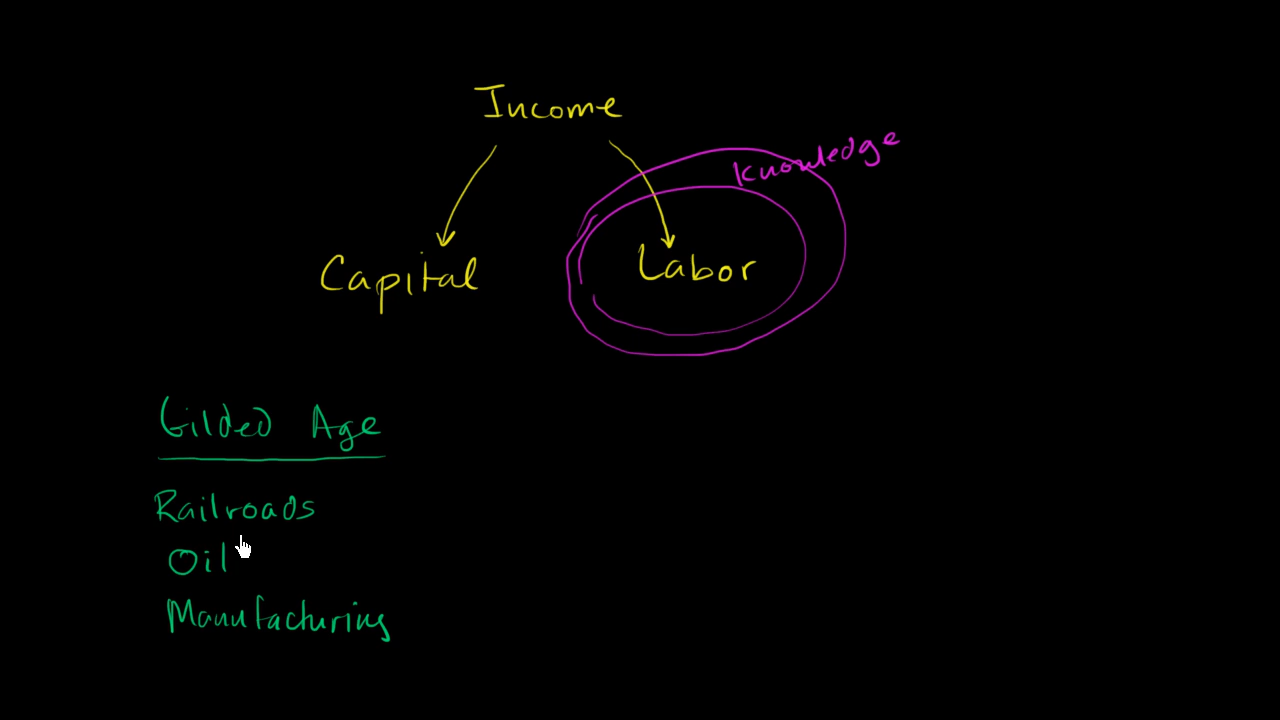 Income
Knowledge
Capital
Labor
Gilded Age
Railroads
Oil
Manufacturing